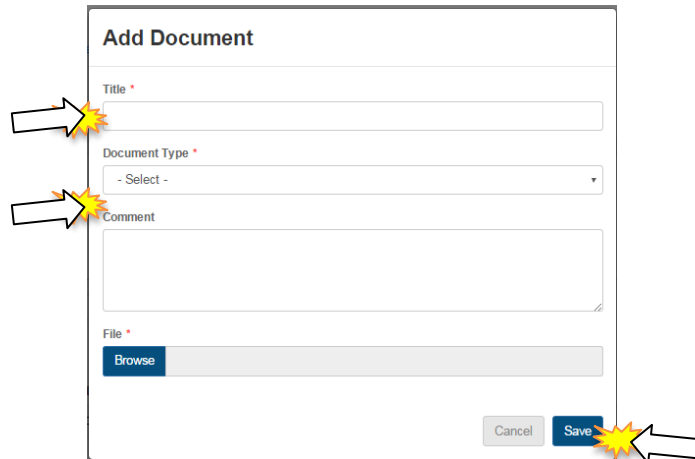 Add Document
Title *
Document Type *
- Select -
Comment
File *
Browse
Cancel Save